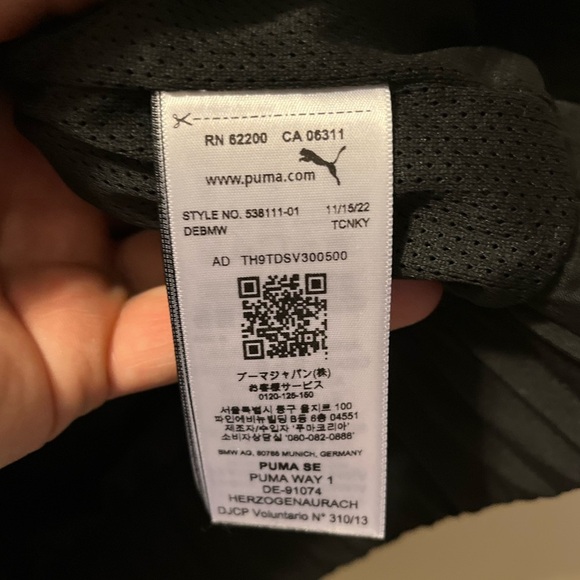 RN 62200 CA 06311
www.puma.com
STYLE NO. 538111-01 11/15/22
DEBMW TCNKY
AD TH9TDSV300500
プーマジャパン(株)
お客様サービス
0120-125-150
서울특별시 중구 을지로 100
파인에비뉴빌딩 B동 6층 04551
제조자/수입자 '푸마코리아'
소비자상담실 '080-082-0888'
BMW AG, 80788 MUNICH, GERMANY
PUMA SE
PUMA WAY 1
DE-91074
HERZOGENAURACH
DJCP Voluntario N° 310/13